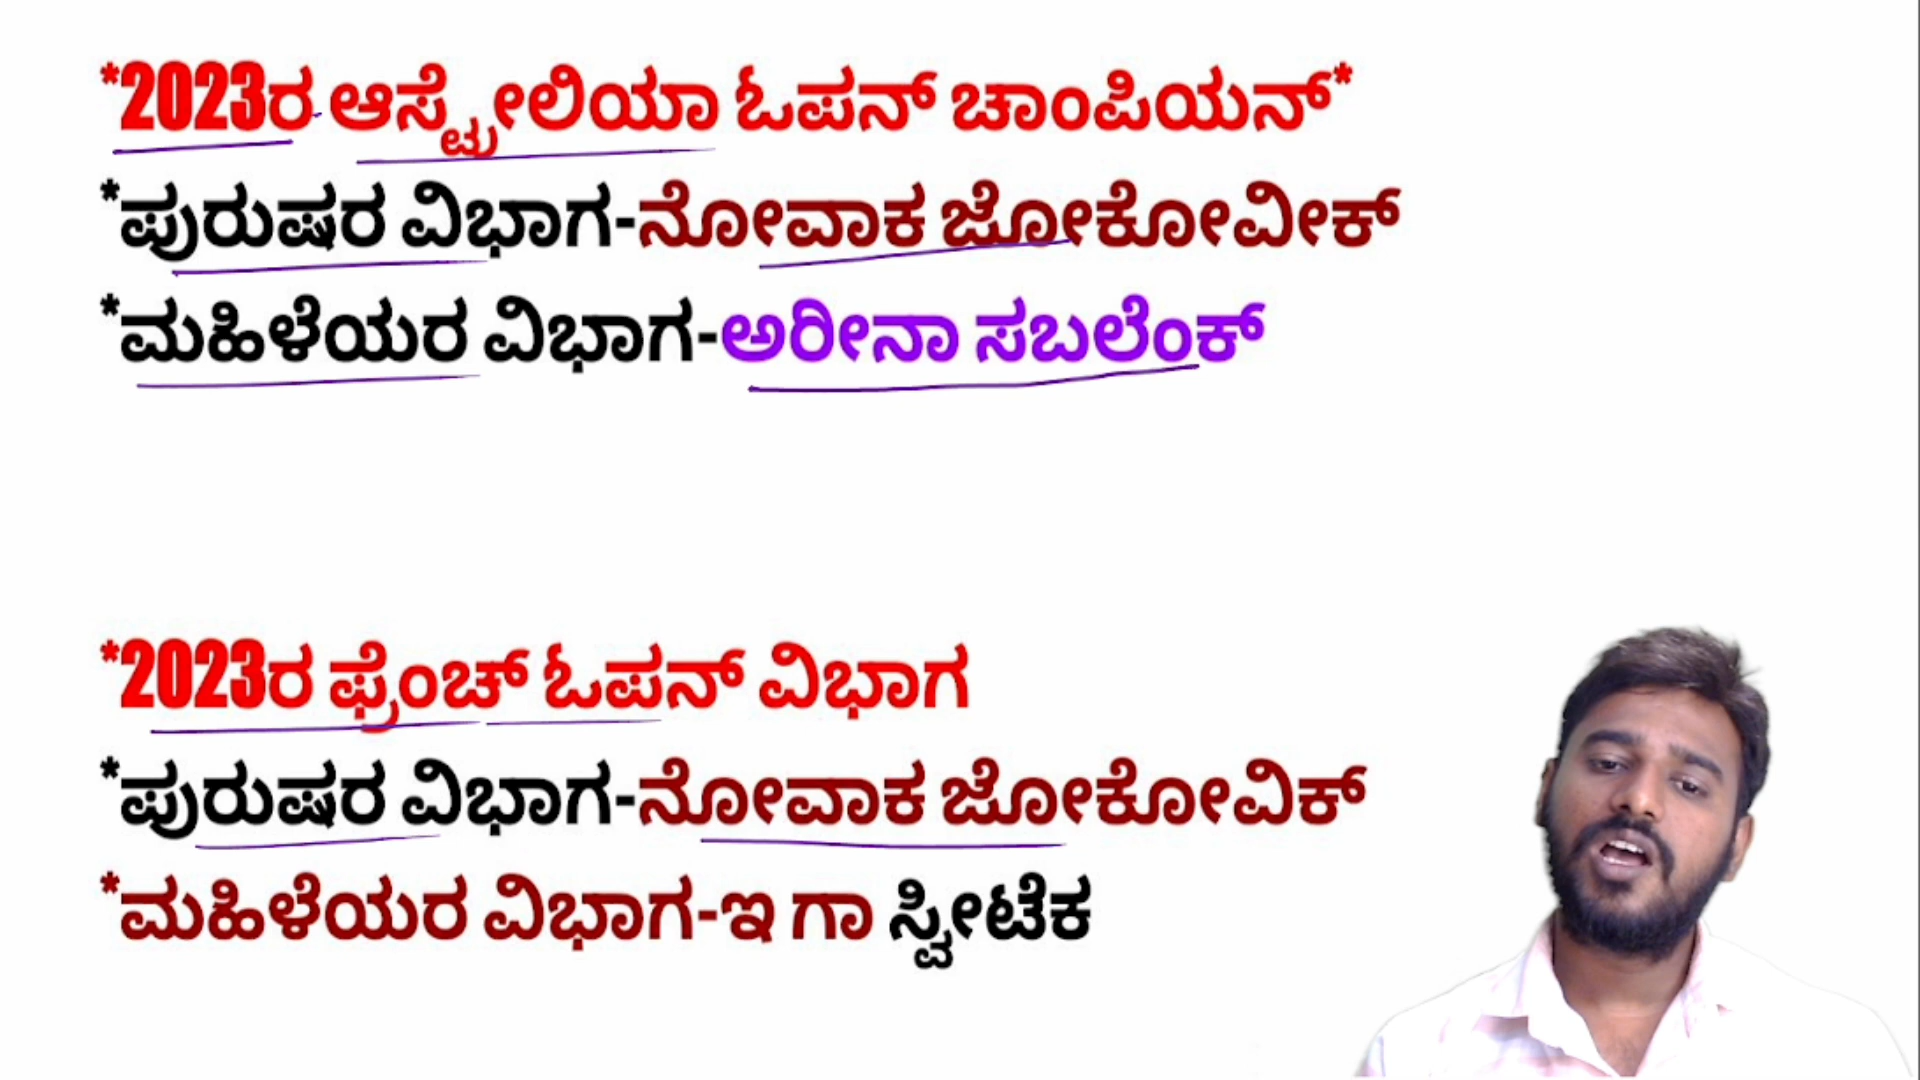 *2023ರ ಆಸ್ಟ್ರೇಲಿಯಾ ಓಪನ್ ಚಾಂಪಿಯನ್*
*ಪುರುಷರ ವಿಭಾಗ-ನೋವಾಕ ಜೋಕೋವೀಕ್
*ಮಹಿಳೆಯರ ವಿಭಾಗ-ಅರೀನಾ ಸಬಲೆಂಕ್
*2023ರ ಫ್ರೆಂಚ್ ಓಪನ್ ವಿಭಾಗ
*ಪುರುಷರ ವಿಭಾಗ-ನೋವಾಕ ಜೋಕೋವಿಕ್
*ಮಹಿಳೆಯರ ವಿಭಾಗ-ಇ ಗಾ ಸ್ವೀಟೆಕ